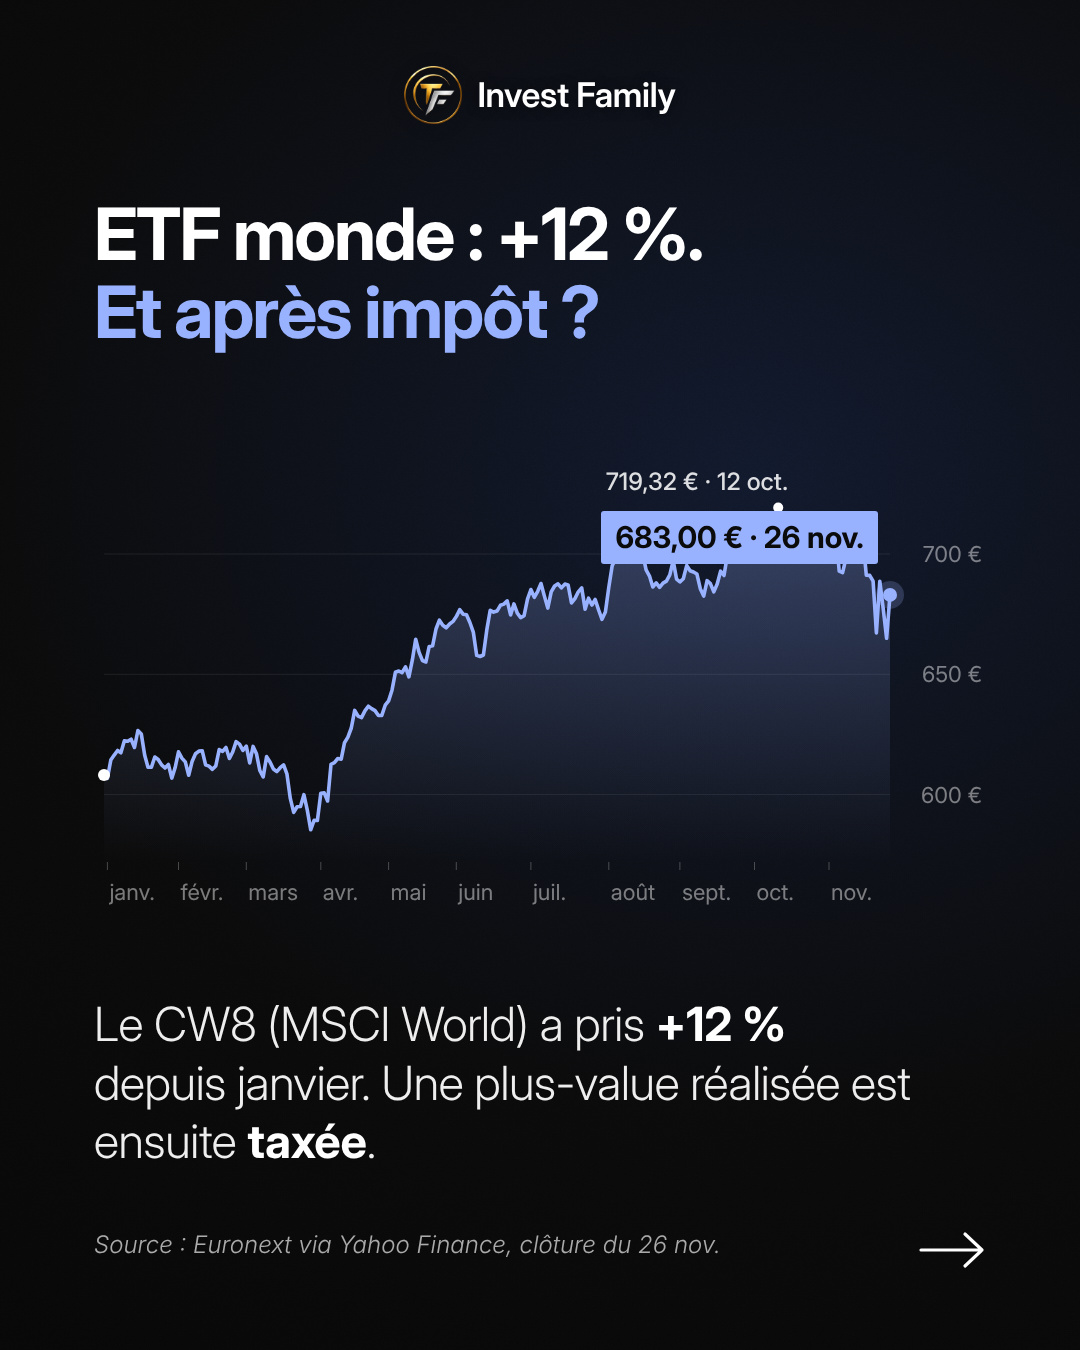 Invest Family
ETF monde : +12 %.
Et après impôt ?
719,32 € · 12 oct.
683,00 € · 26 nov.
700 €
650 €
600 €
janv. févr. mars avr. mai juin juil. août sept. oct. nov.
Le CW8 (MSCI World) a pris +12 %
depuis janvier. Une plus-value réalisée est
ensuite taxée.
Source : Euronext via Yahoo Finance, clôture du 26 nov.